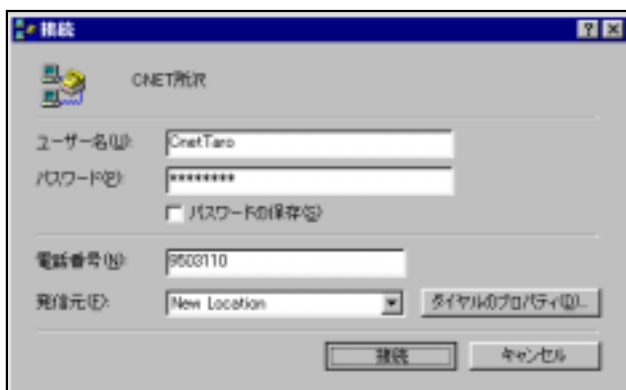 接続
CNET所沢
ユーザー名(U): CnetTaro
パスワード(P): ********
パスワードの保存(S)
電話番号(N): 9503110
発信元(F): New Location ダイヤルのプロパティ(D)...
接続 キャンセル